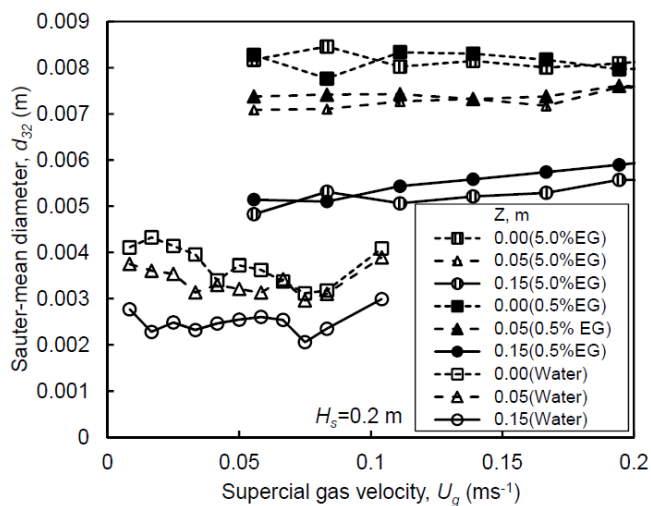 0.009
0.008
0.007
0.006
0.005
0.004
0.003
0.002
0.001
0
Sauter-mean diameter, d32 (m)
Z, m
0.00(5.0%EG)
0.05(5.0%EG)
0.15(5.0%EG)
0.00(0.5%EG)
0.05(0.5% EG)
0.15(0.5%EG)
0.00(Water)
0.05(Water)
0.15(Water)
Hs=0.2 m
0 0.05 0.1 0.15 0.2
Supercial gas velocity, Ug (ms-1)